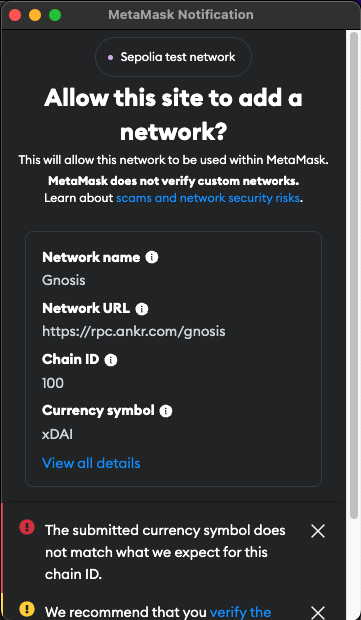 MetaMask Notification
Sepolia test network
Allow this site to add a
network?
This will allow this network to be used within MetaMask.
MetaMask does not verify custom networks.
Learn about scams and network security risks.
Network name
Gnosis
Network URL
https://rpc.ankr.com/gnosis
Chain ID
100
Currency symbol
xDAI
View all details
The submitted currency symbol does
not match what we expect for this
chain ID.
We recommend that you verify the